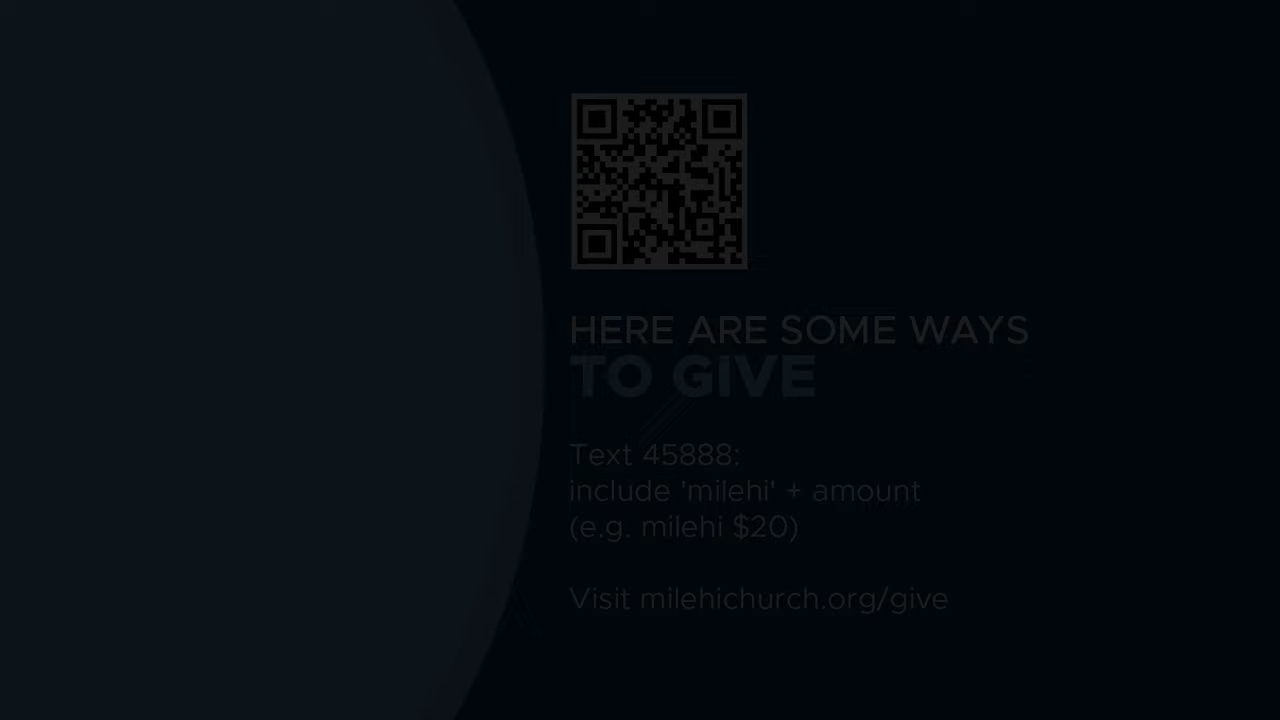 HERE ARE SOME WAYS
TO GIVE
Text 45888:
include 'milehi' + amount
(e.g. milehi $20)
Visit milehichurch.org/give